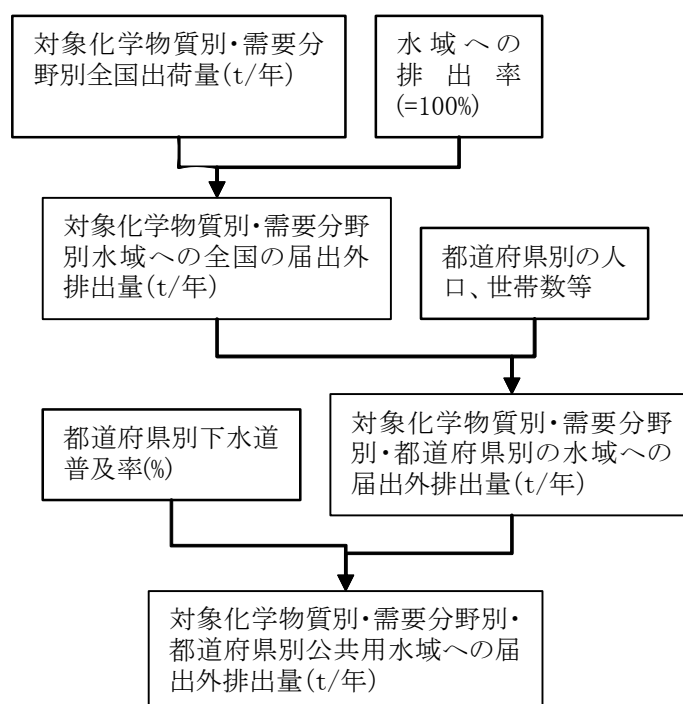 対象化学物質別・需要分
野別全国出荷量(t/年)
水域への
排出率
(=100%)
対象化学物質別・需要分野
別水域への全国の届出外
排出量(t/年)
都道府県別の人
口、世帯数等
都道府県別下水道
普及率(%)
対象化学物質別・需要分野
別・都道府県別の水域への
届出外排出量(t/年)
対象化学物質別・需要分野別・
都道府県別公共用水域への届
出外排出量(t/年)